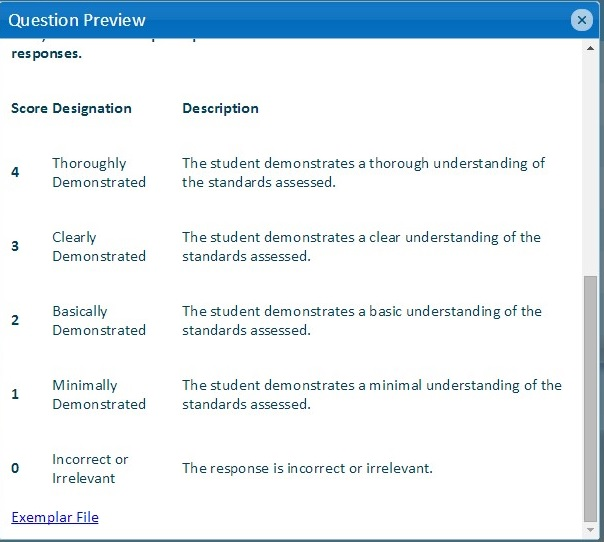 Question Preview
responses.
Score Designation Description
4 Thoroughly Demonstrated The student demonstrates a thorough understanding of
the standards assessed.
3 Clearly Demonstrated The student demonstrates a clear understanding of the
standards assessed.
2 Basically Demonstrated The student demonstrates a basic understanding of the
standards assessed.
1 Minimally Demonstrated The student demonstrates a minimal understanding of the
standards assessed.
0 Incorrect or Irrelevant The response is incorrect or irrelevant.
Exemplar File